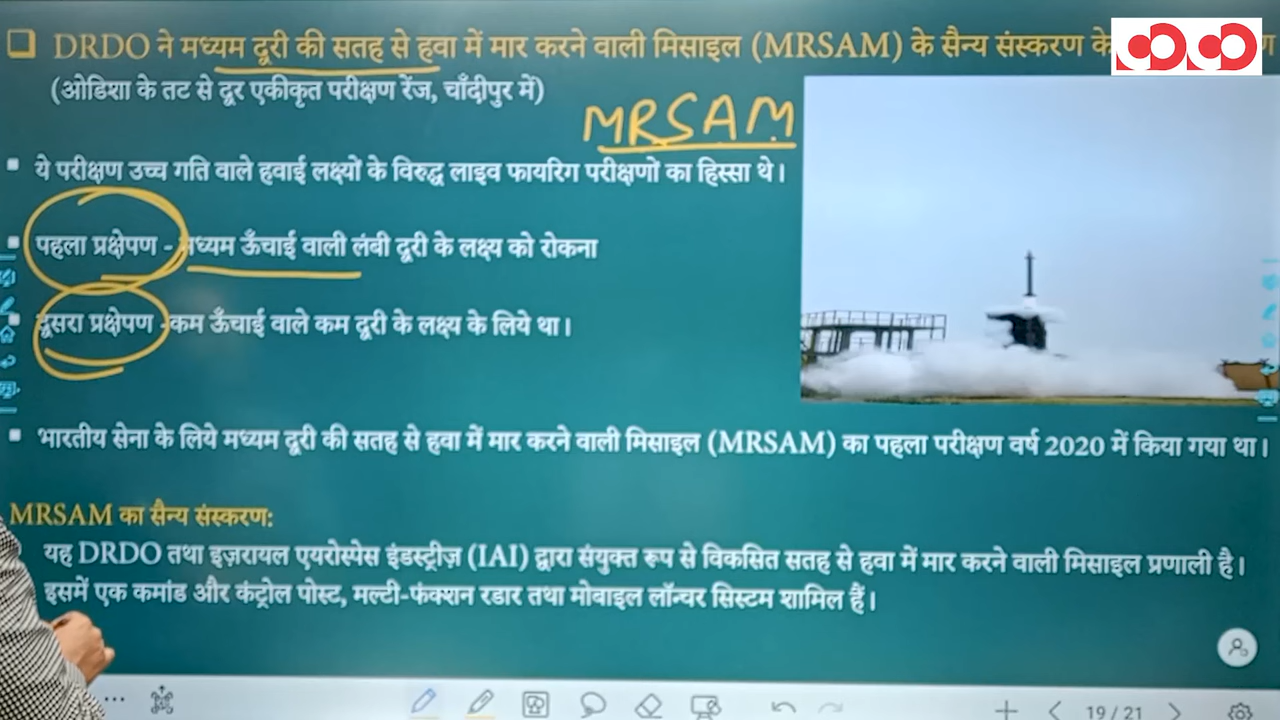 DRDO ने मध्यम दूरी की सतह से हवा में मार करने वाली मिसाइल (MRSAM) के सैन्य संस्करण के
(ओडिशा के तट से दूर एकीकृत परीक्षण रेंज, चाँदीपुर में)
MRSAM
ये परीक्षण उच्च गति वाले हवाई लक्ष्यों के विरुद्ध लाइव फायरिंग परीक्षणों का हिस्सा थे।
पहला प्रक्षेपण - मध्यम ऊँचाई वाली लंबी दूरी के लक्ष्य को रोकना
दूसरा प्रक्षेपण - कम ऊँचाई वाले कम दूरी के लक्ष्य के लिये था।
भारतीय सेना के लिये मध्यम दूरी की सतह से हवा में मार करने वाली मिसाइल (MRSAM) का पहला परीक्षण वर्ष 2020 में किया गया था।
MRSAM का सैन्य संस्करण:
यह DRDO तथा इज़रायल एयरोस्पेस इंडस्ट्रीज़ (IAI) द्वारा संयुक्त रूप से विकसित सतह से हवा में मार करने वाली मिसाइल प्रणाली है।
इसमें एक कमांड और कंट्रोल पोस्ट, मल्टी-फंक्शन रडार तथा मोबाइल लॉन्चर सिस्टम शामिल हैं।
19 / 21